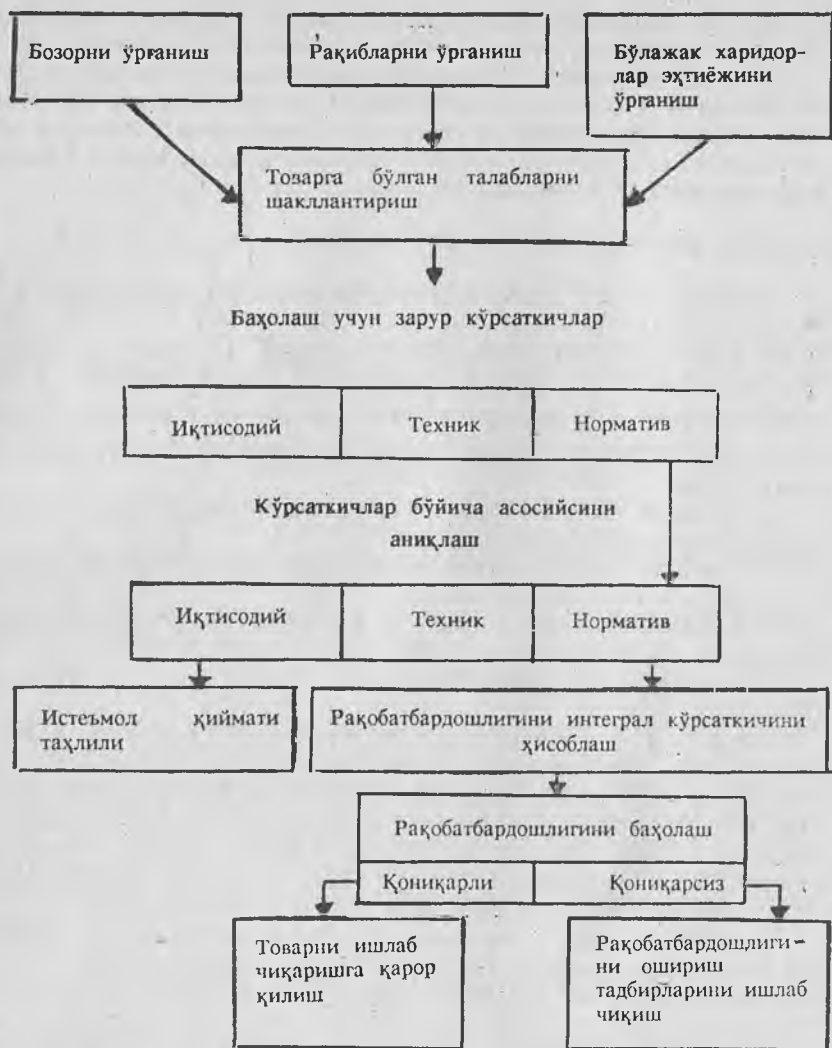 Бозорни ўрганиш
Рақибларни ўрганиш
Бўлажак харидор-
лар эҳтиёжини
ўрганиш
Товарга бўлган талабларни
шакллантириш
Баҳолаш учун зарур кўрсаткичлар
Иқтисодий
Техник
Норматив
Кўрсаткичлар бўйича асосийсини
аниқлаш
Иқтисодий
Техник
Норматив
Истеъмол қиймати
таҳлили
Рақобатбардошлигини интеграл кўрсаткичини
ҳисоблаш
Рақобатбардошлигини баҳолаш
Қониқарли
Қониқарсиз
Товарни ишлаб
чиқаришга қарор
қилиш
Рақобатбардошлиги-
ни ошириш
тадбирларини ишлаб
чиқиш